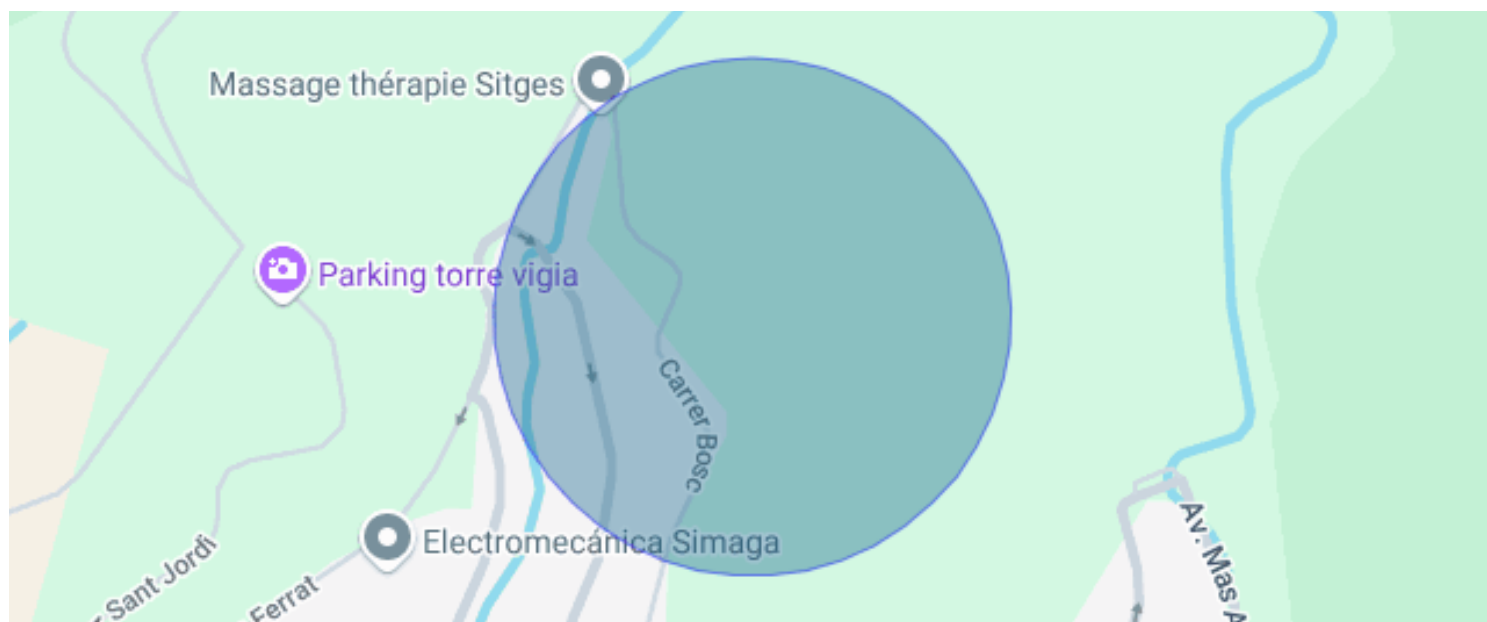 Massage thérapie Sitges
Parking torre vigia
Carrer Bosc
Electromecánica Simaga
Sant Jordi
Ferrat
Av. Mas A